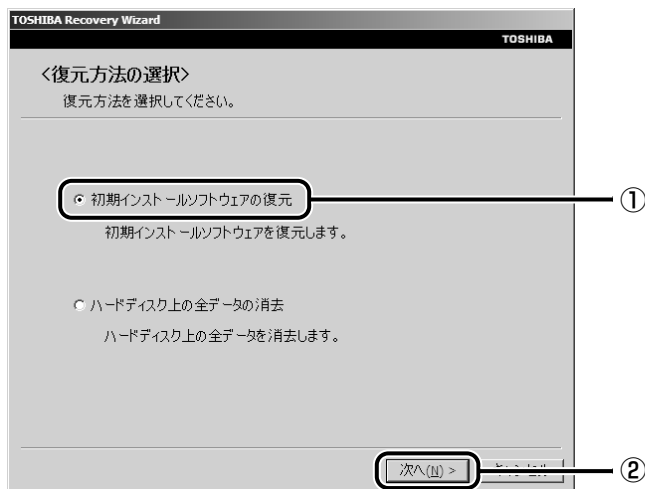 TOSHIBA Recovery Wizard
TOSHIBA
<復元方法の選択>
復元方法を選択してください。
初期インストールソフトウェアの復元
①
初期インストールソフトウェアを復元します。
ハードディスク上の全データの消去
ハードディスク上の全データを消去します。
次へ(N) >
②